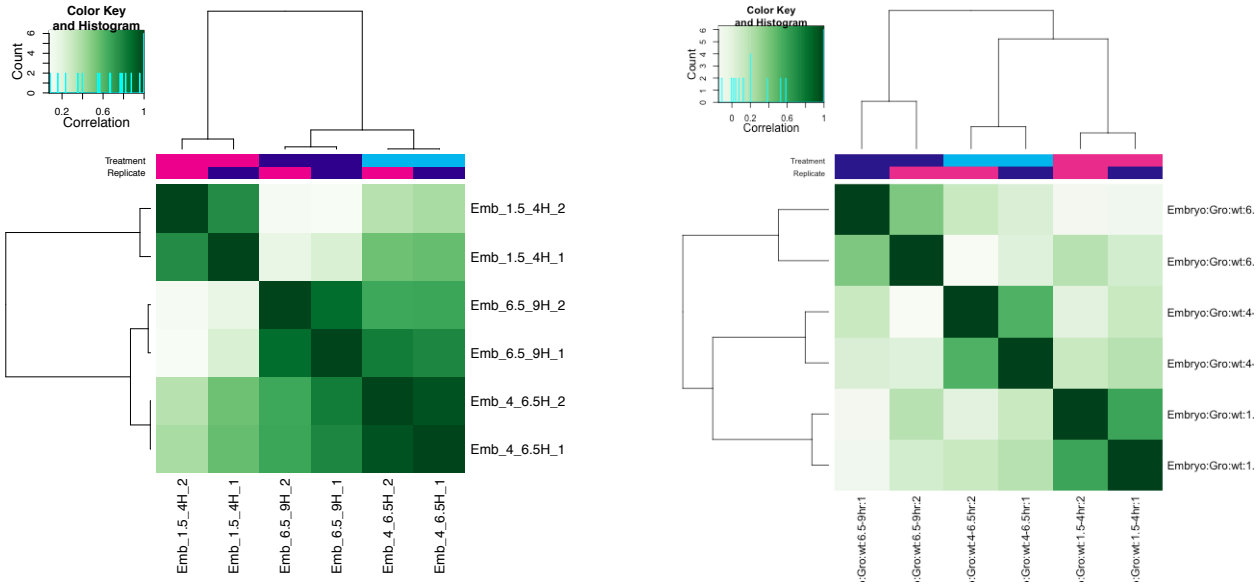 Color Key
and Histogram
Count
0
2
4
6
0.2
0.6
1
Correlation
Treatment
Replicate
Emb_1.5_4H_2
Emb_1.5_4H_1
Emb_6.5_9H_2
Emb_6.5_9H_1
Emb_4_6.5H_2
Emb_4_6.5H_1
Emb_1.5_4H_2
Emb_1.5_4H_1
Emb_6.5_9H_2
Emb_6.5_9H_1
Emb_4_6.5H_2
Emb_4_6.5H_1
Color Key
and Histogram
Count
0
1
2
3
4
5
6
0
0.2
0.6
1
Correlation
Treatment
Replicate
Embryo:Gro:wt:6.
Embryo:Gro:wt:6.
Embryo:Gro:wt:4-
Embryo:Gro:wt:4-
Embryo:Gro:wt:1.
Embryo:Gro:wt:1.
o:Gro:wt:6.5-9hr:1
o:Gro:wt:6.5-9hr:2
o:Gro:wt:4-6.5hr:2
o:Gro:wt:4-6.5hr:1
o:Gro:wt:1.5-4hr:2
o:Gro:wt:1.5-4hr:1